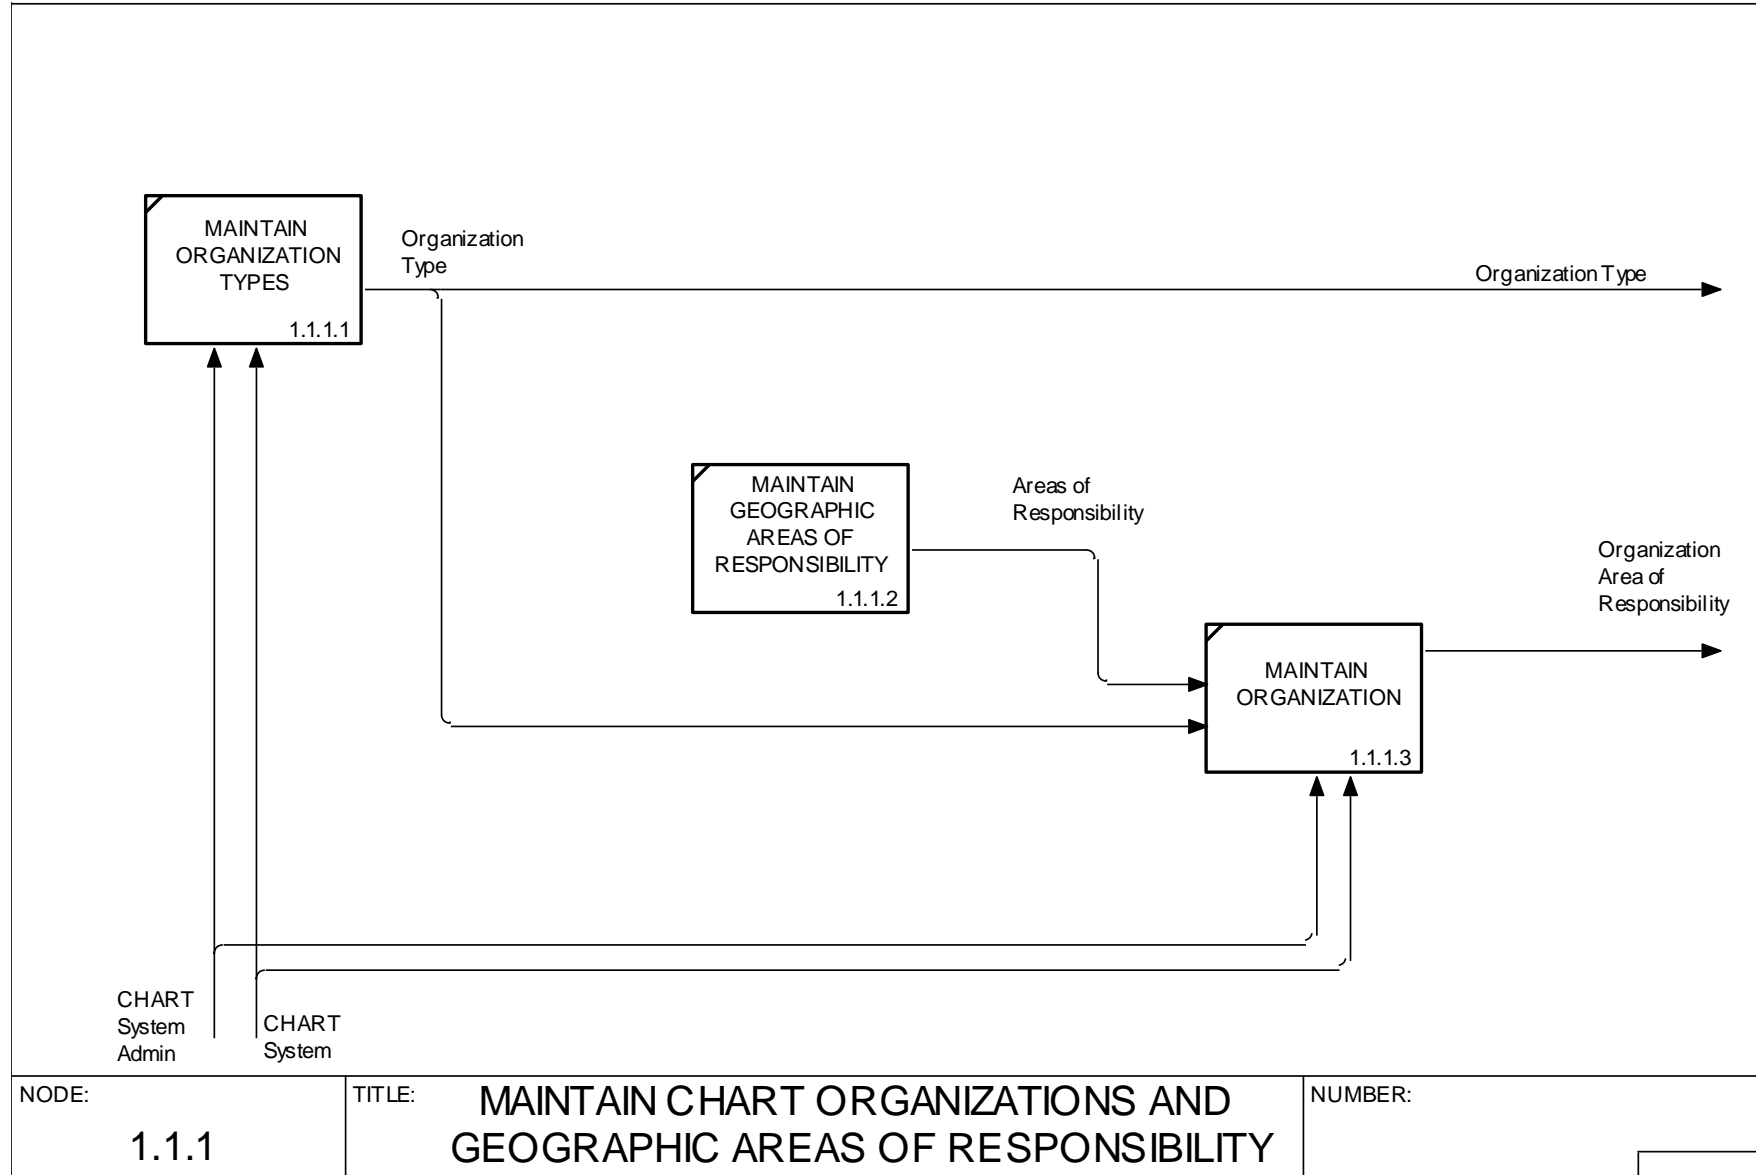 MAINTAIN
ORGANIZATION
TYPES
1.1.1.1
Organization
Type
Organization Type
MAINTAIN
GEOGRAPHIC
AREAS OF
RESPONSIBILITY
1.1.1.2
Areas of
Responsibility
Organization
Area of
Responsibility
MAINTAIN
ORGANIZATION
1.1.1.3
CHART
System
Admin
CHART
System
NODE:
1.1.1
TITLE:
MAINTAIN CHART ORGANIZATIONS AND
GEOGRAPHIC AREAS OF RESPONSIBILITY
NUMBER: